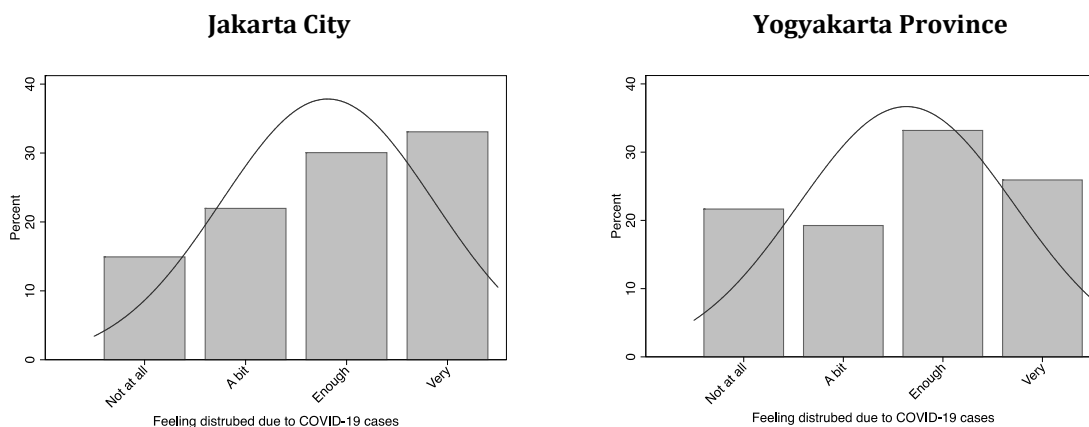 Jakarta City
Percent
40
30
20
10
0
Not at all
A bit
Enough
Very
Feeling distrubed due to COVID-19 cases
Yogyakarta Province
Percent
40
30
20
10
0
Not at all
A bit
Enough
Very
Feeling distrubed due to COVID-19 cases